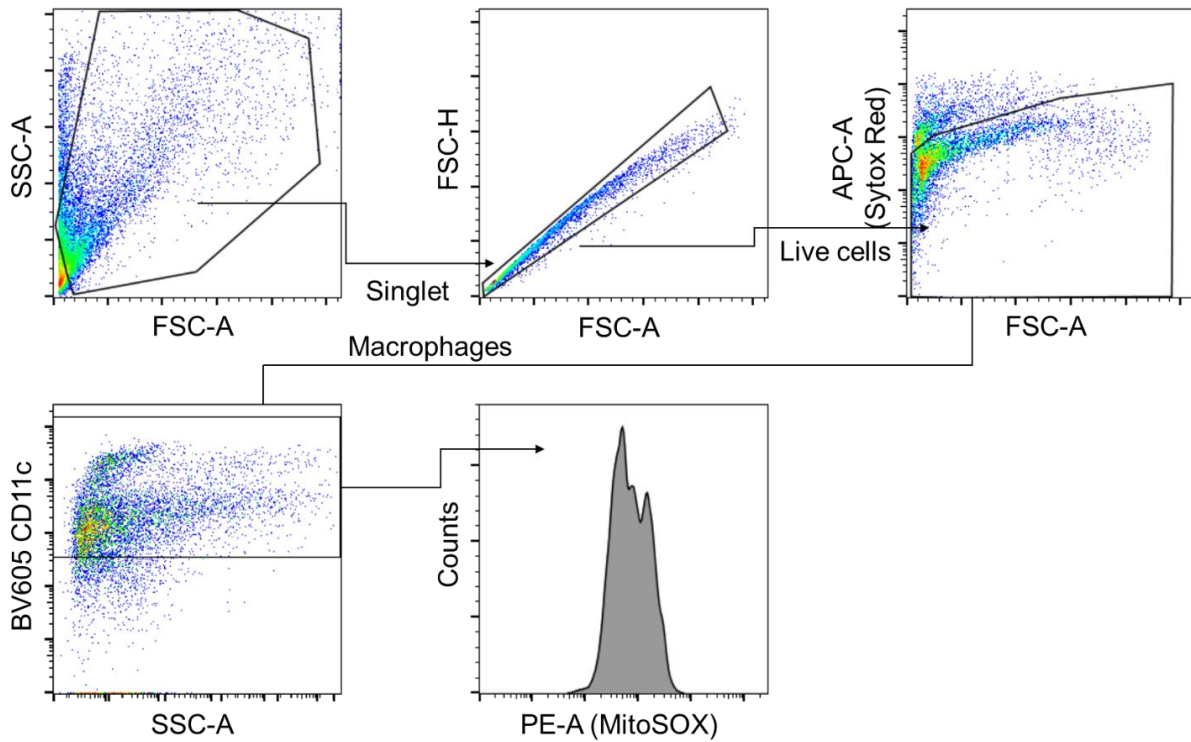 SSC-A
FSC-A
Singlet
FSC-H
FSC-A
Live cells
APC-A
(Sytox Red)
FSC-A
Macrophages
BV605 CD11c
SSC-A
Counts
PE-A (MitoSOX)